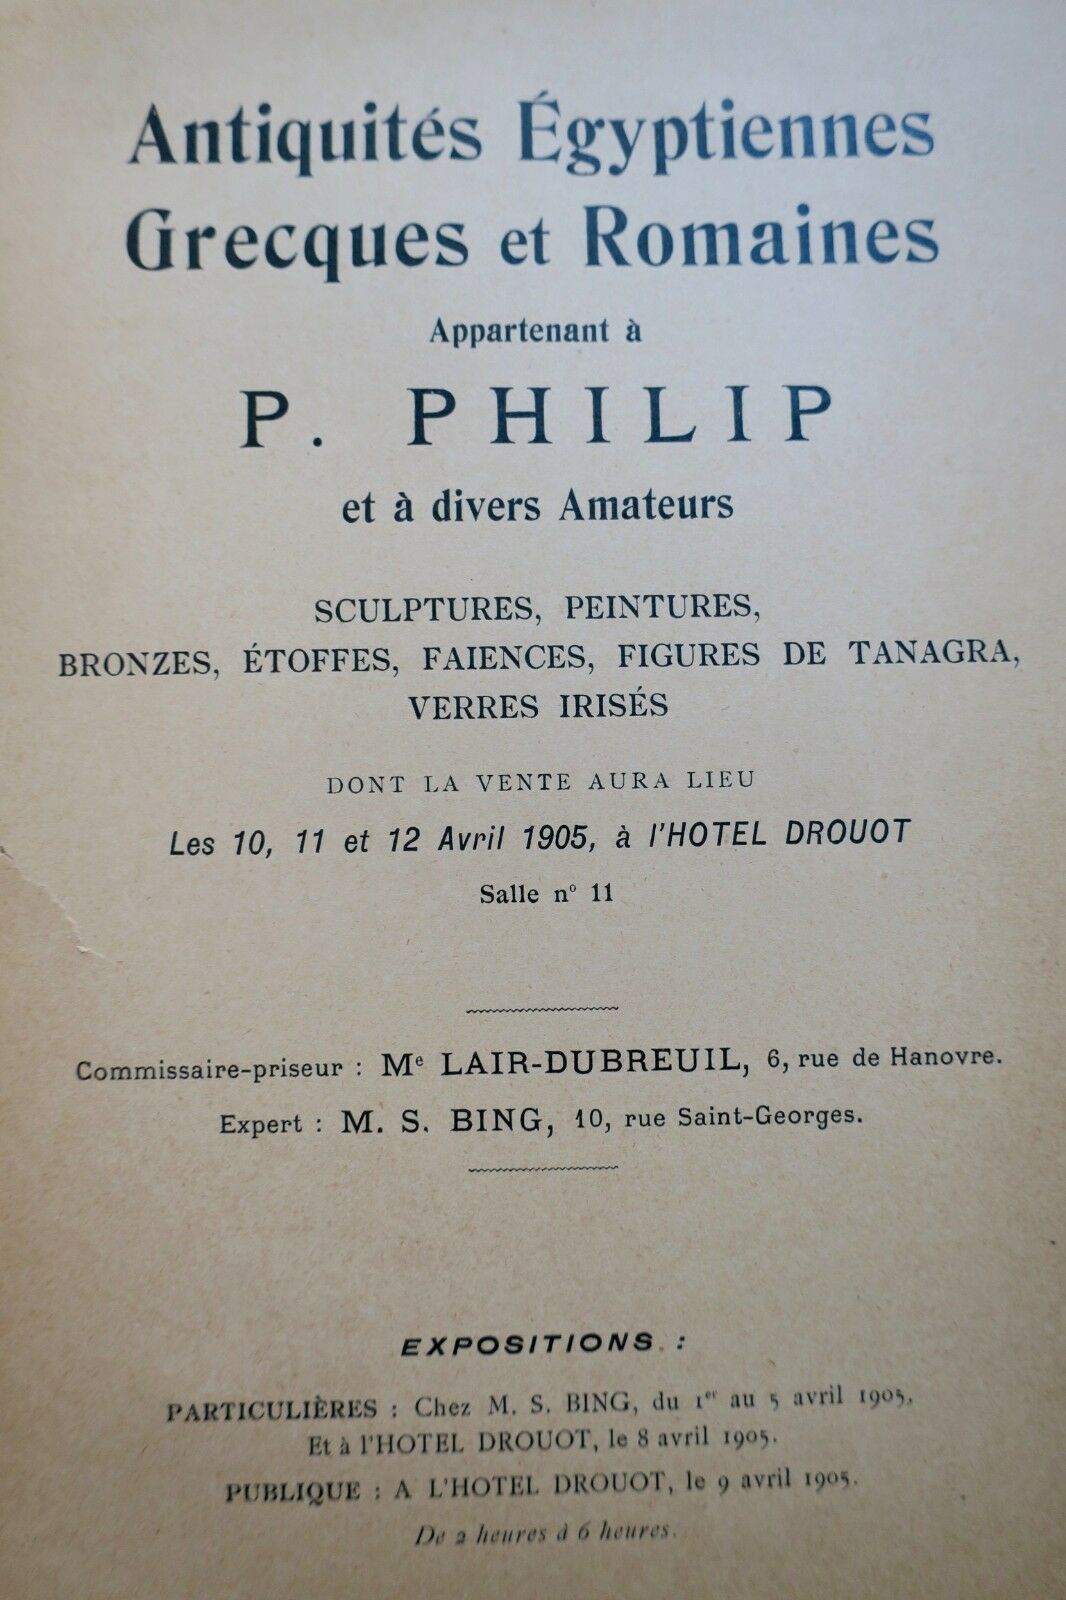 Antiquités Égyptiennes
Grecques et Romaines
Appartenant à
P. PHILIP
et à divers Amateurs
SCULPTURES, PEINTURES,
BRONZES, ÉTOFFES, FAIENCES, FIGURES DE TANAGRA,
VERRES IRISÉS
DONT LA VENTE AURA LIEU
Les 10, 11 et 12 Avril 1905, à l'HOTEL DROUOT
Salle nº 11
Commissaire-priseur : Mᵉ LAIR-DUBREUIL, 6, rue de Hanovre.
Expert : M. S. BING, 10, rue Saint-Georges.
EXPOSITIONS :
PARTICULIÈRES : Chez M. S. BING, du 1ᵉʳ au 5 avril 1905.
Et à l'HOTEL DROUOT, le 8 avril 1905.
PUBLIQUE : A L'HOTEL DROUOT, le 9 avril 1905.
De 2 heures à 6 heures.